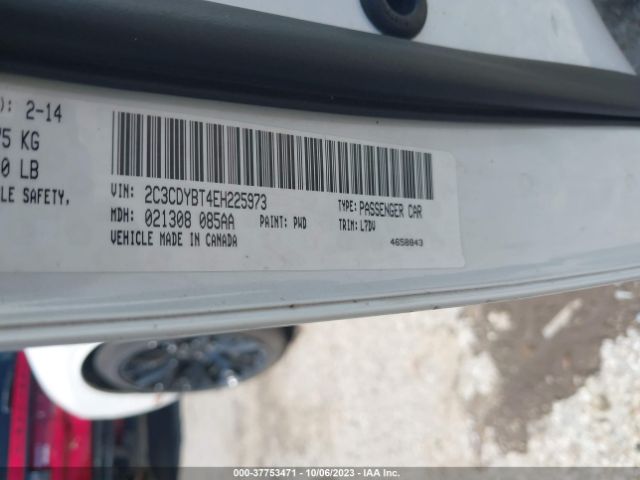 ): 2-14
75 KG
0 LB
LE SAFETY,
VIN: 2C3CDYBT4EH225973
TYPE: PASSENGER CAR
MDH: 021308 085AA
PAINT: PWD
TRIM: L7DV
VEHICLE MADE IN CANADA
4658843
000-37753471 - 10/06/2023 - IAA Inc.